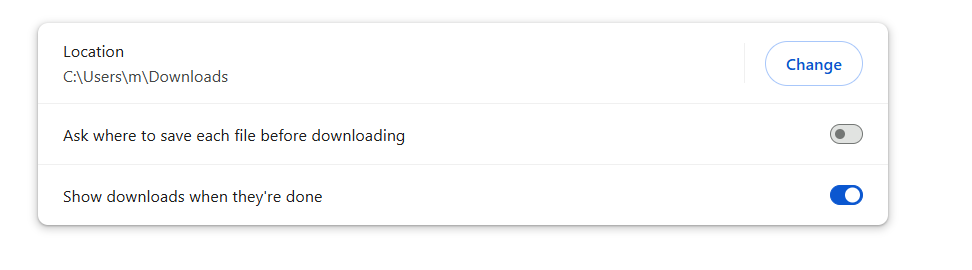 Location
C:\Users\m\Downloads
Change
Ask where to save each file before downloading
Show downloads when they're done